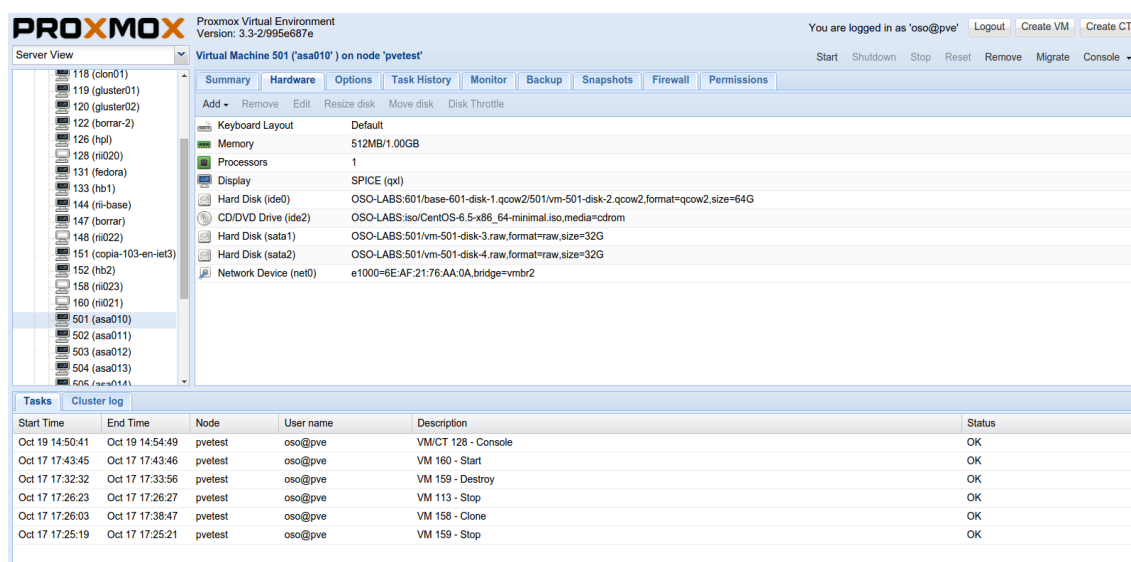 PROXMOX
Proxmox Virtual Environment
Version: 3.3-2/995e687e
You are logged in as 'oso@pve' Logout Create VM Create CT
Server View
Virtual Machine 501 ('asa010' ) on node 'pvetest'
Start Shutdown Stop Reset Remove Migrate Console
118 (clon01)
119 (gluster01)
120 (gluster02)
122 (borrar-2)
126 (hpl)
128 (rii020)
131 (fedora)
133 (hb1)
144 (rii-base)
147 (borrar)
148 (rii022)
151 (copia-103-en-iet3)
152 (hb2)
158 (rii023)
160 (rii021)
501 (asa010)
502 (asa011)
503 (asa012)
504 (asa013)
505 (asa014)
Summary Hardware Options Task History Monitor Backup Snapshots Firewall Permissions
Add Remove Edit Resize disk Move disk Disk Throttle
Keyboard Layout Default
Memory 512MB/1.00GB
Processors 1
Display SPICE (qxl)
Hard Disk (ide0) OSO-LABS:601/base-601-disk-1.qcow2/501/vm-501-disk-2.qcow2,format=qcow2,size=64G
CD/DVD Drive (ide2) OSO-LABS:iso/CentOS-6.5-x86_64-minimal.iso,media=cdrom
Hard Disk (sata1) OSO-LABS:501/vm-501-disk-3.raw,format=raw,size=32G
Hard Disk (sata2) OSO-LABS:501/vm-501-disk-4.raw,format=raw,size=32G
Network Device (net0) e1000=6E:AF:21:76:AA:0A,bridge=vmbr2
Tasks Cluster log
Start Time End Time Node User name Description Status
Oct 19 14:50:41 Oct 19 14:54:49 pvetest oso@pve VM/CT 128 - Console OK
Oct 17 17:43:45 Oct 17 17:43:46 pvetest oso@pve VM 160 - Start OK
Oct 17 17:32:32 Oct 17 17:33:56 pvetest oso@pve VM 159 - Destroy OK
Oct 17 17:26:23 Oct 17 17:26:27 pvetest oso@pve VM 113 - Stop OK
Oct 17 17:26:03 Oct 17 17:38:47 pvetest oso@pve VM 158 - Clone OK
Oct 17 17:25:19 Oct 17 17:25:21 pvetest oso@pve VM 159 - Stop OK